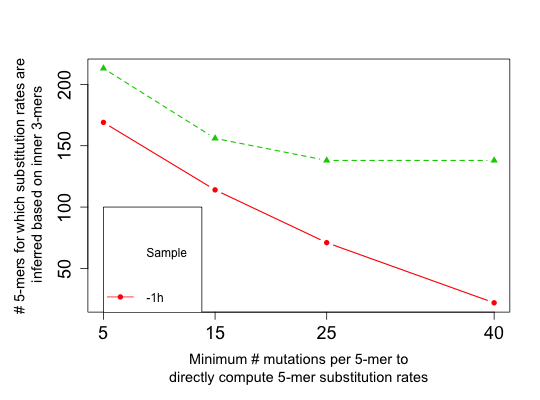 # 5-mers for which substitution rates are
inferred based on inner 3-mers
200
150
100
50
Sample
-1h
5 15 25 40
Minimum # mutations per 5-mer to
directly compute 5-mer substitution rates